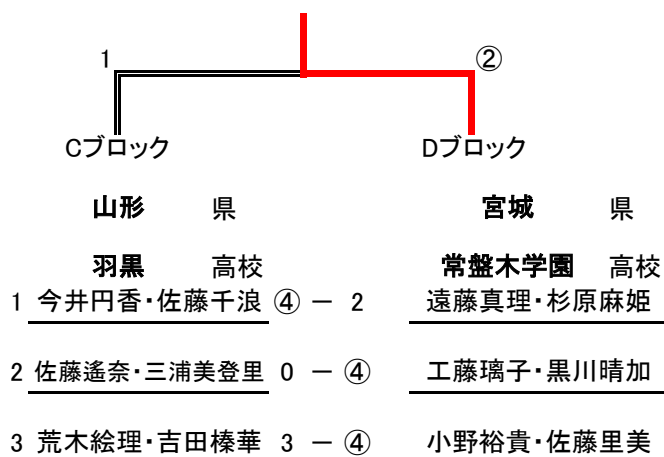 1 ②
Cブロック Dブロック
山形 県 宮城 県
羽黒 高校 常盤木学園 高校
1 今井円香・佐藤千浪 ④ － 2 遠藤真理・杉原麻姫
2 佐藤遙奈・三浦美登里 0 － ④ 工藤璃子・黒川晴加
3 荒木絵理・吉田榛華 3 － ④ 小野裕貴・佐藤里美